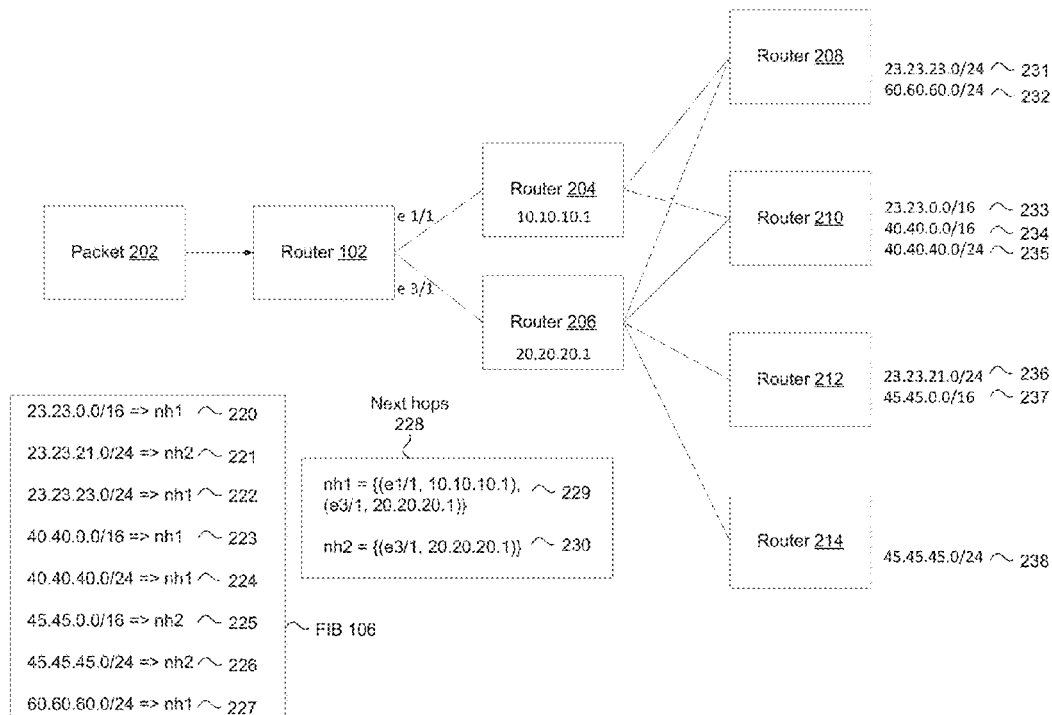 Router 208
23.23.23.0/24 231
60.60.60.0/24 232
Router 204
10.10.10.1
e 1/1
Packet 202
Router 102
Router 210
23.23.0.0/16 233
40.40.0.0/16 234
40.40.40.0/24 235
e 3/1
Router 206
20.20.20.1
Router 212
23.23.21.0/24 236
45.45.0.0/16 237
Router 214
45.45.45.0/24 238
Next hops
228
nh1 = {(e1/1, 10.10.10.1),
(e3/1, 20.20.20.1)} 229
nh2 = {(e3/1, 20.20.20.1)} 230
23.23.0.0/16 => nh1 220
23.23.21.0/24 => nh2 221
23.23.23.0/24 => nh1 222
40.40.0.0/16 => nh1 223
40.40.40.0/24 => nh1 224
45.45.0.0/16 => nh2 225
45.45.45.0/24 => nh2 226
60.60.60.0/24 => nh1 227
FIB 106